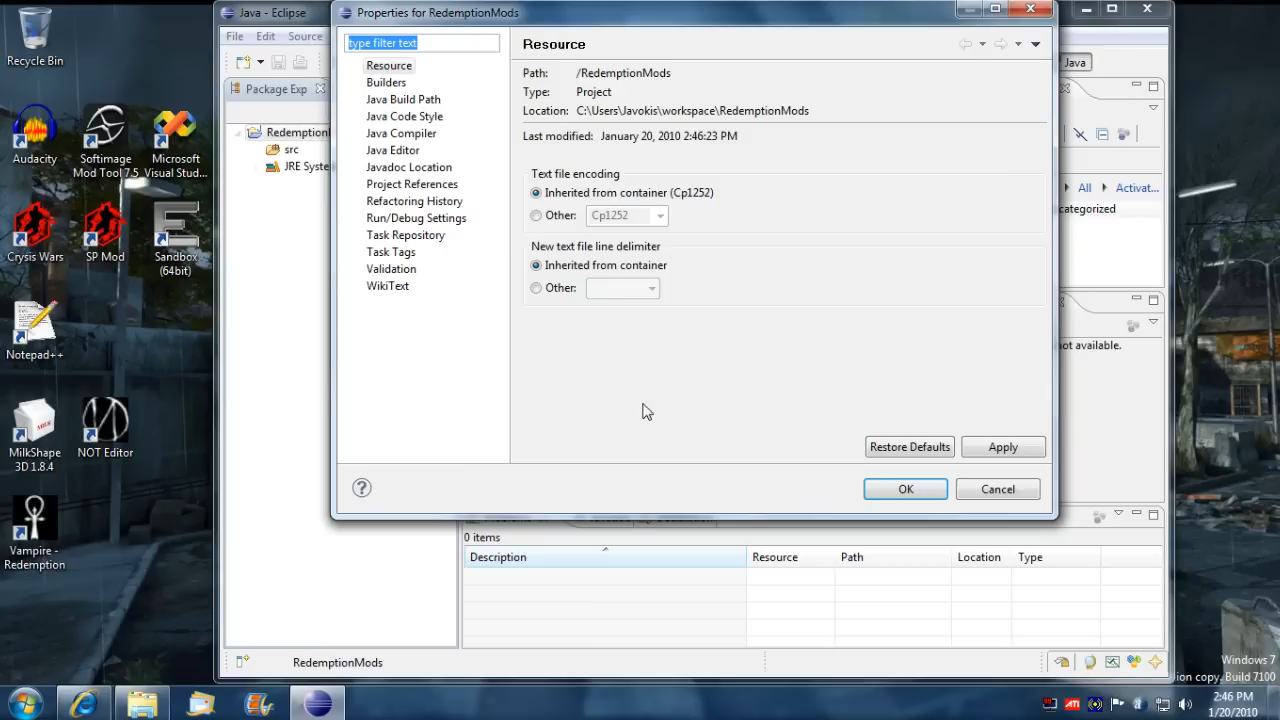 Java - Eclipse
Properties for RedemptionMods
Recycle Bin
File Edit Source
type filter text
Resource
Java
Package Exp
Resource
Builders
Java Build Path
Java Code Style
Java Compiler
Java Editor
Javadoc Location
Project References
Refactoring History
Run/Debug Settings
Task Repository
Task Tags
Validation
WikiText
Path: /RedemptionMods
Type: Project
Location: C:\Users\Javokis\workspace\RedemptionMods
Last modified: January 20, 2010 2:46:23 PM
Text file encoding
Inherited from container (Cp1252)
Other: Cp1252
New text file line delimiter
Inherited from container
Other:
Restore Defaults Apply
OK Cancel
Redemption
src
JRE Syste
All Activat...
categorized
not available.
Audacity
Softimage
Mod Tool 7.5
Microsoft
Visual Stud...
Crysis Wars
SP Mod
Sandbox
(64bit)
Notepad++
MILK
MilkShape
3D 1.8.4
NOT Editor
Vampire -
Redemption
0 items
Description Resource Path Location Type
RedemptionMods
Windows 7
ion copy. Build 7100
ATI
2:46 PM
1/20/2010